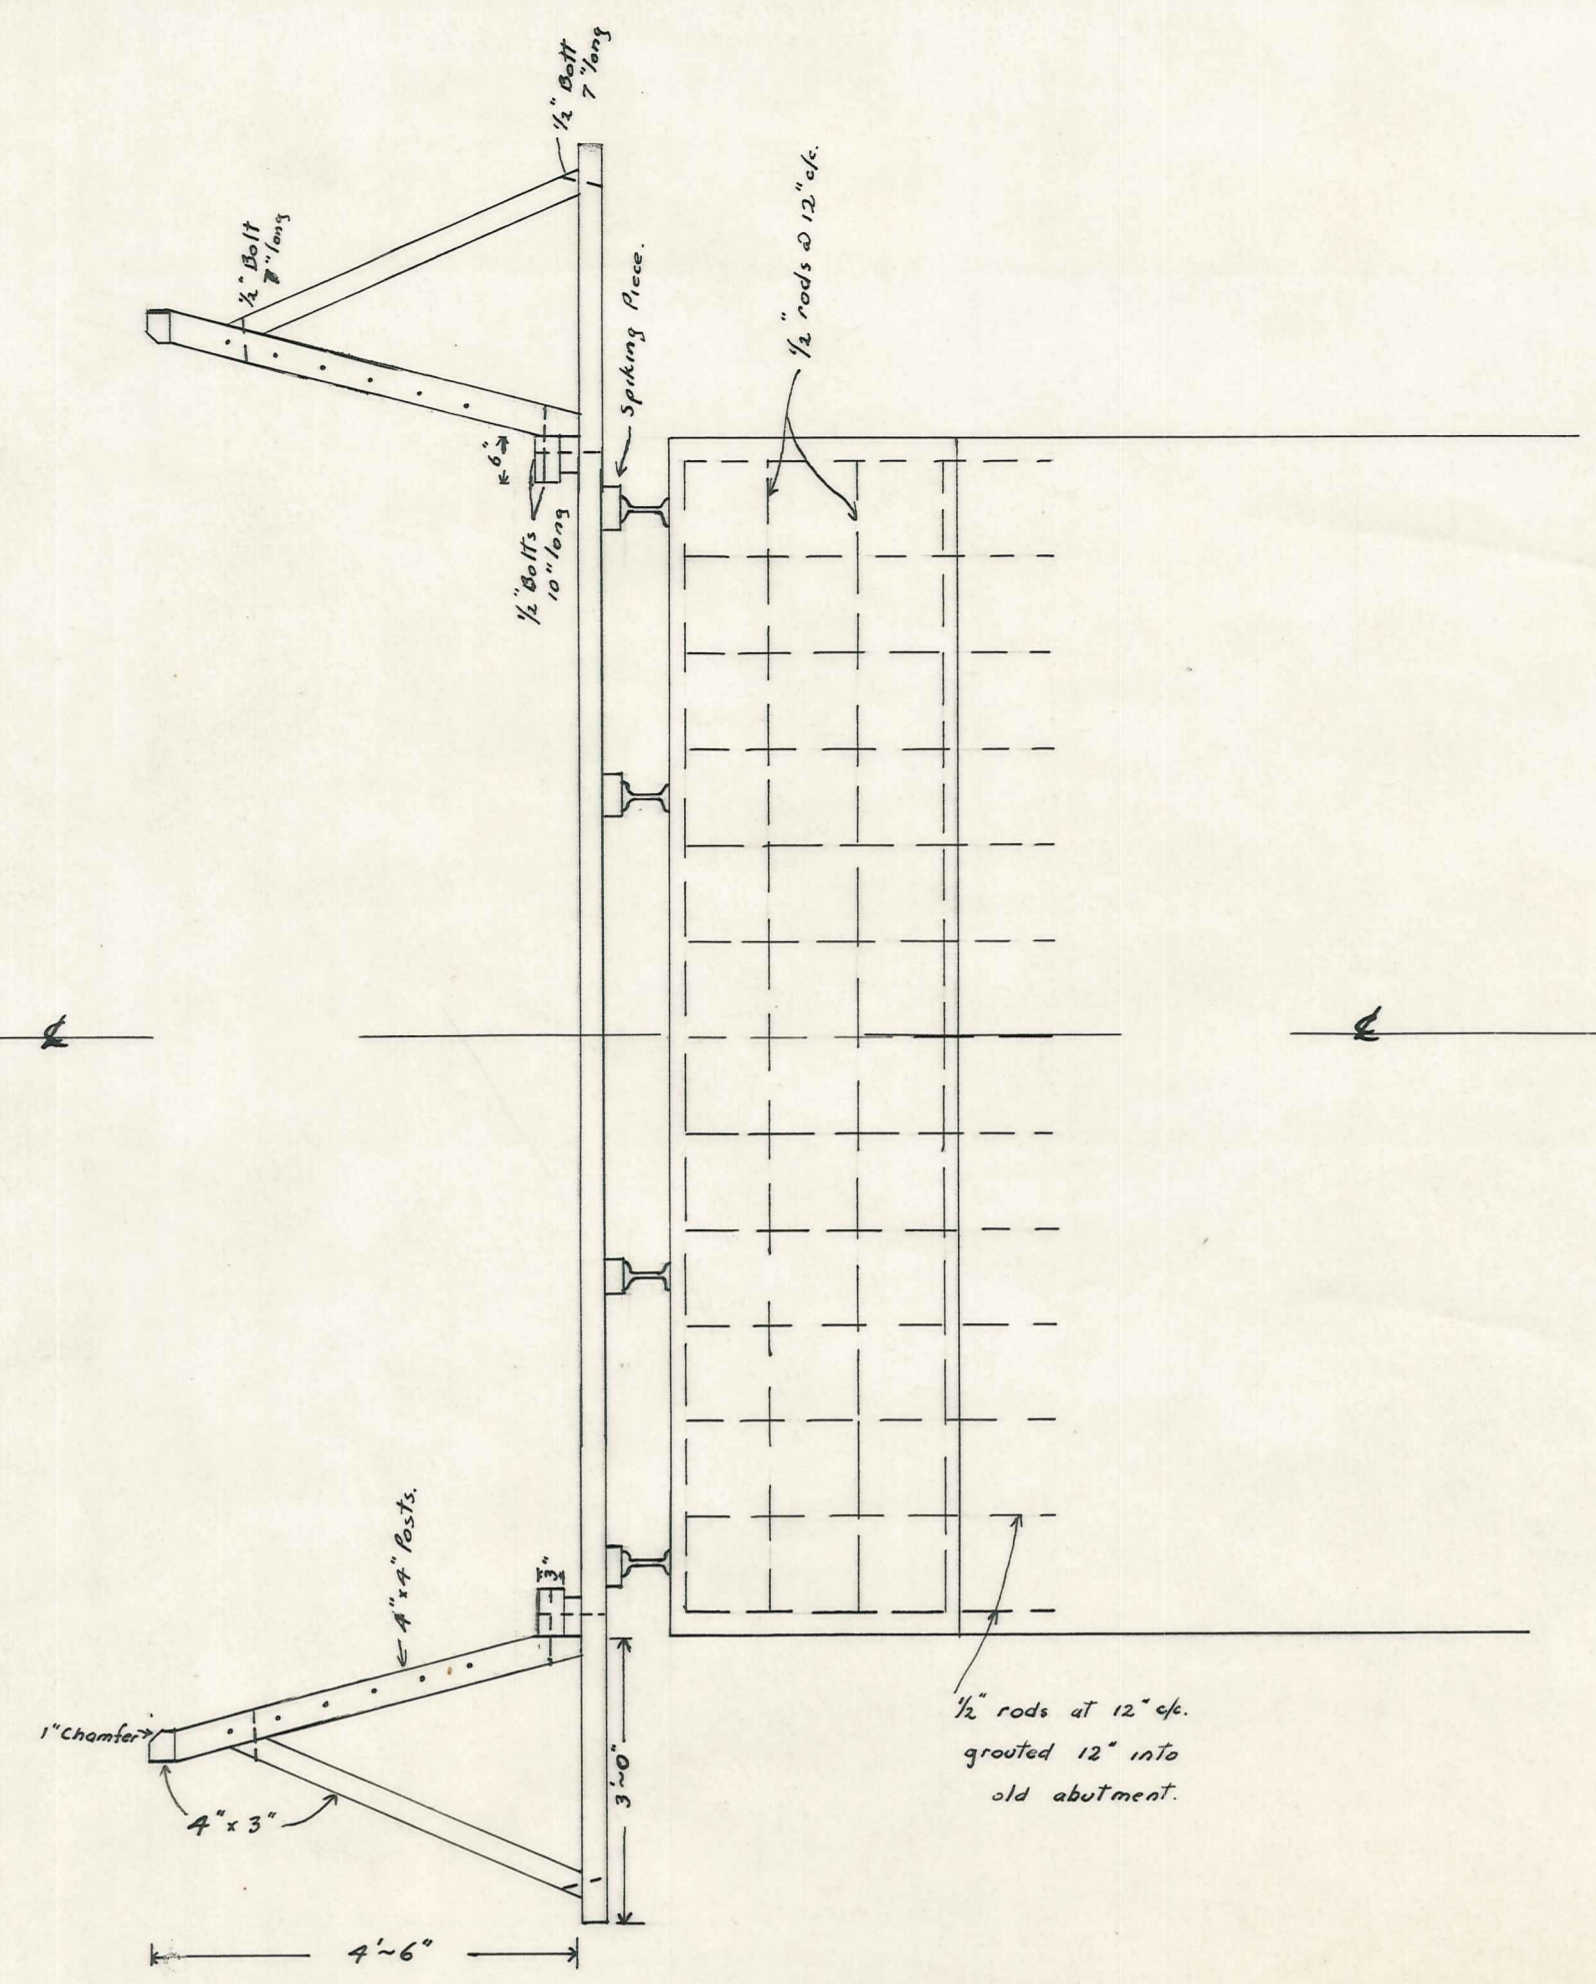 ½" Bolt
7" long
½" Bolt
7" long
½" rods @ 12" c/c.
Spiking Piece.
6"
½" Bolts
10" long
℄
℄
4" x 4" Posts.
3"
1" Chamfer
4" x 3"
3'~0"
4'~6"
½" rods at 12" c/c.
grouted 12" into
old abutment.